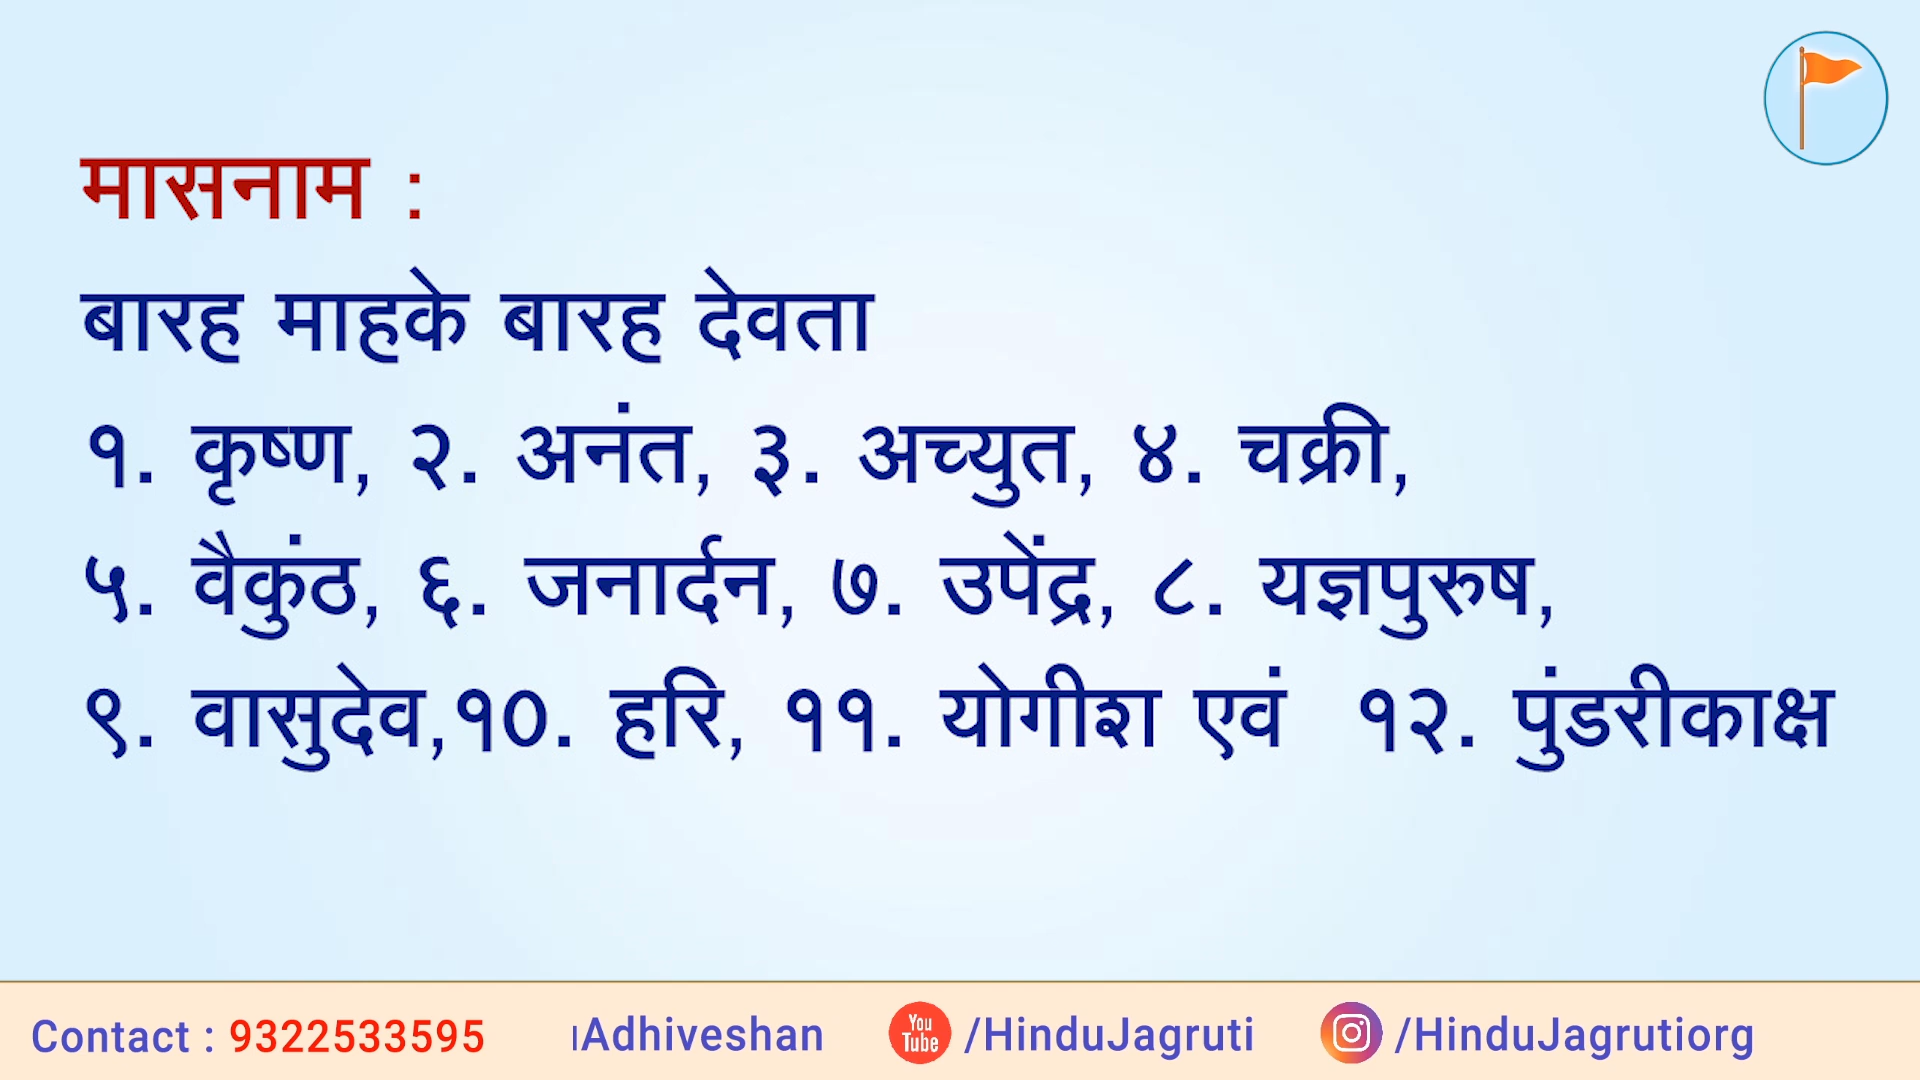 मासनाम :
बारह माहके बारह देवता
१. कृष्ण, २. अनंत, ३. अच्युत, ४. चक्री,
५. वैकुंठ, ६. जनार्दन, ७. उपेंद्र, ८. यज्ञपुरुष,
९. वासुदेव,१०. हरि, ११. योगीश एवं १२. पुंडरीकाक्ष
Contact : 9322533595 Adhiveshan You Tube /HinduJagruti /HinduJagrutiorg